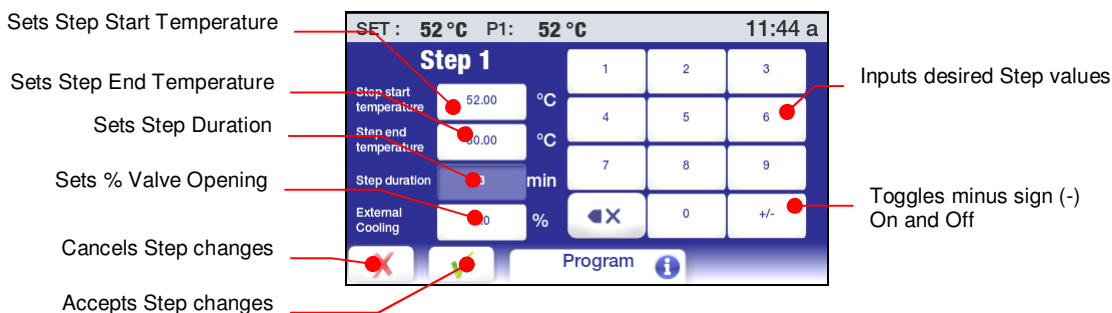 Sets Step Start Temperature
SET : 52 °C P1: 52 °C 11:44 a
Step 1
1 2 3
Inputs desired Step values
Sets Step End Temperature
Step start
temperature
52.00 °C
4 5 6
Sets Step Duration
Step end
temperature
°C
Sets % Valve Opening
Step duration
min
7 8 9
Toggles minus sign (-)
On and Off
External
Cooling
%
0 +/-
Cancels Step changes
Program
Accepts Step changes